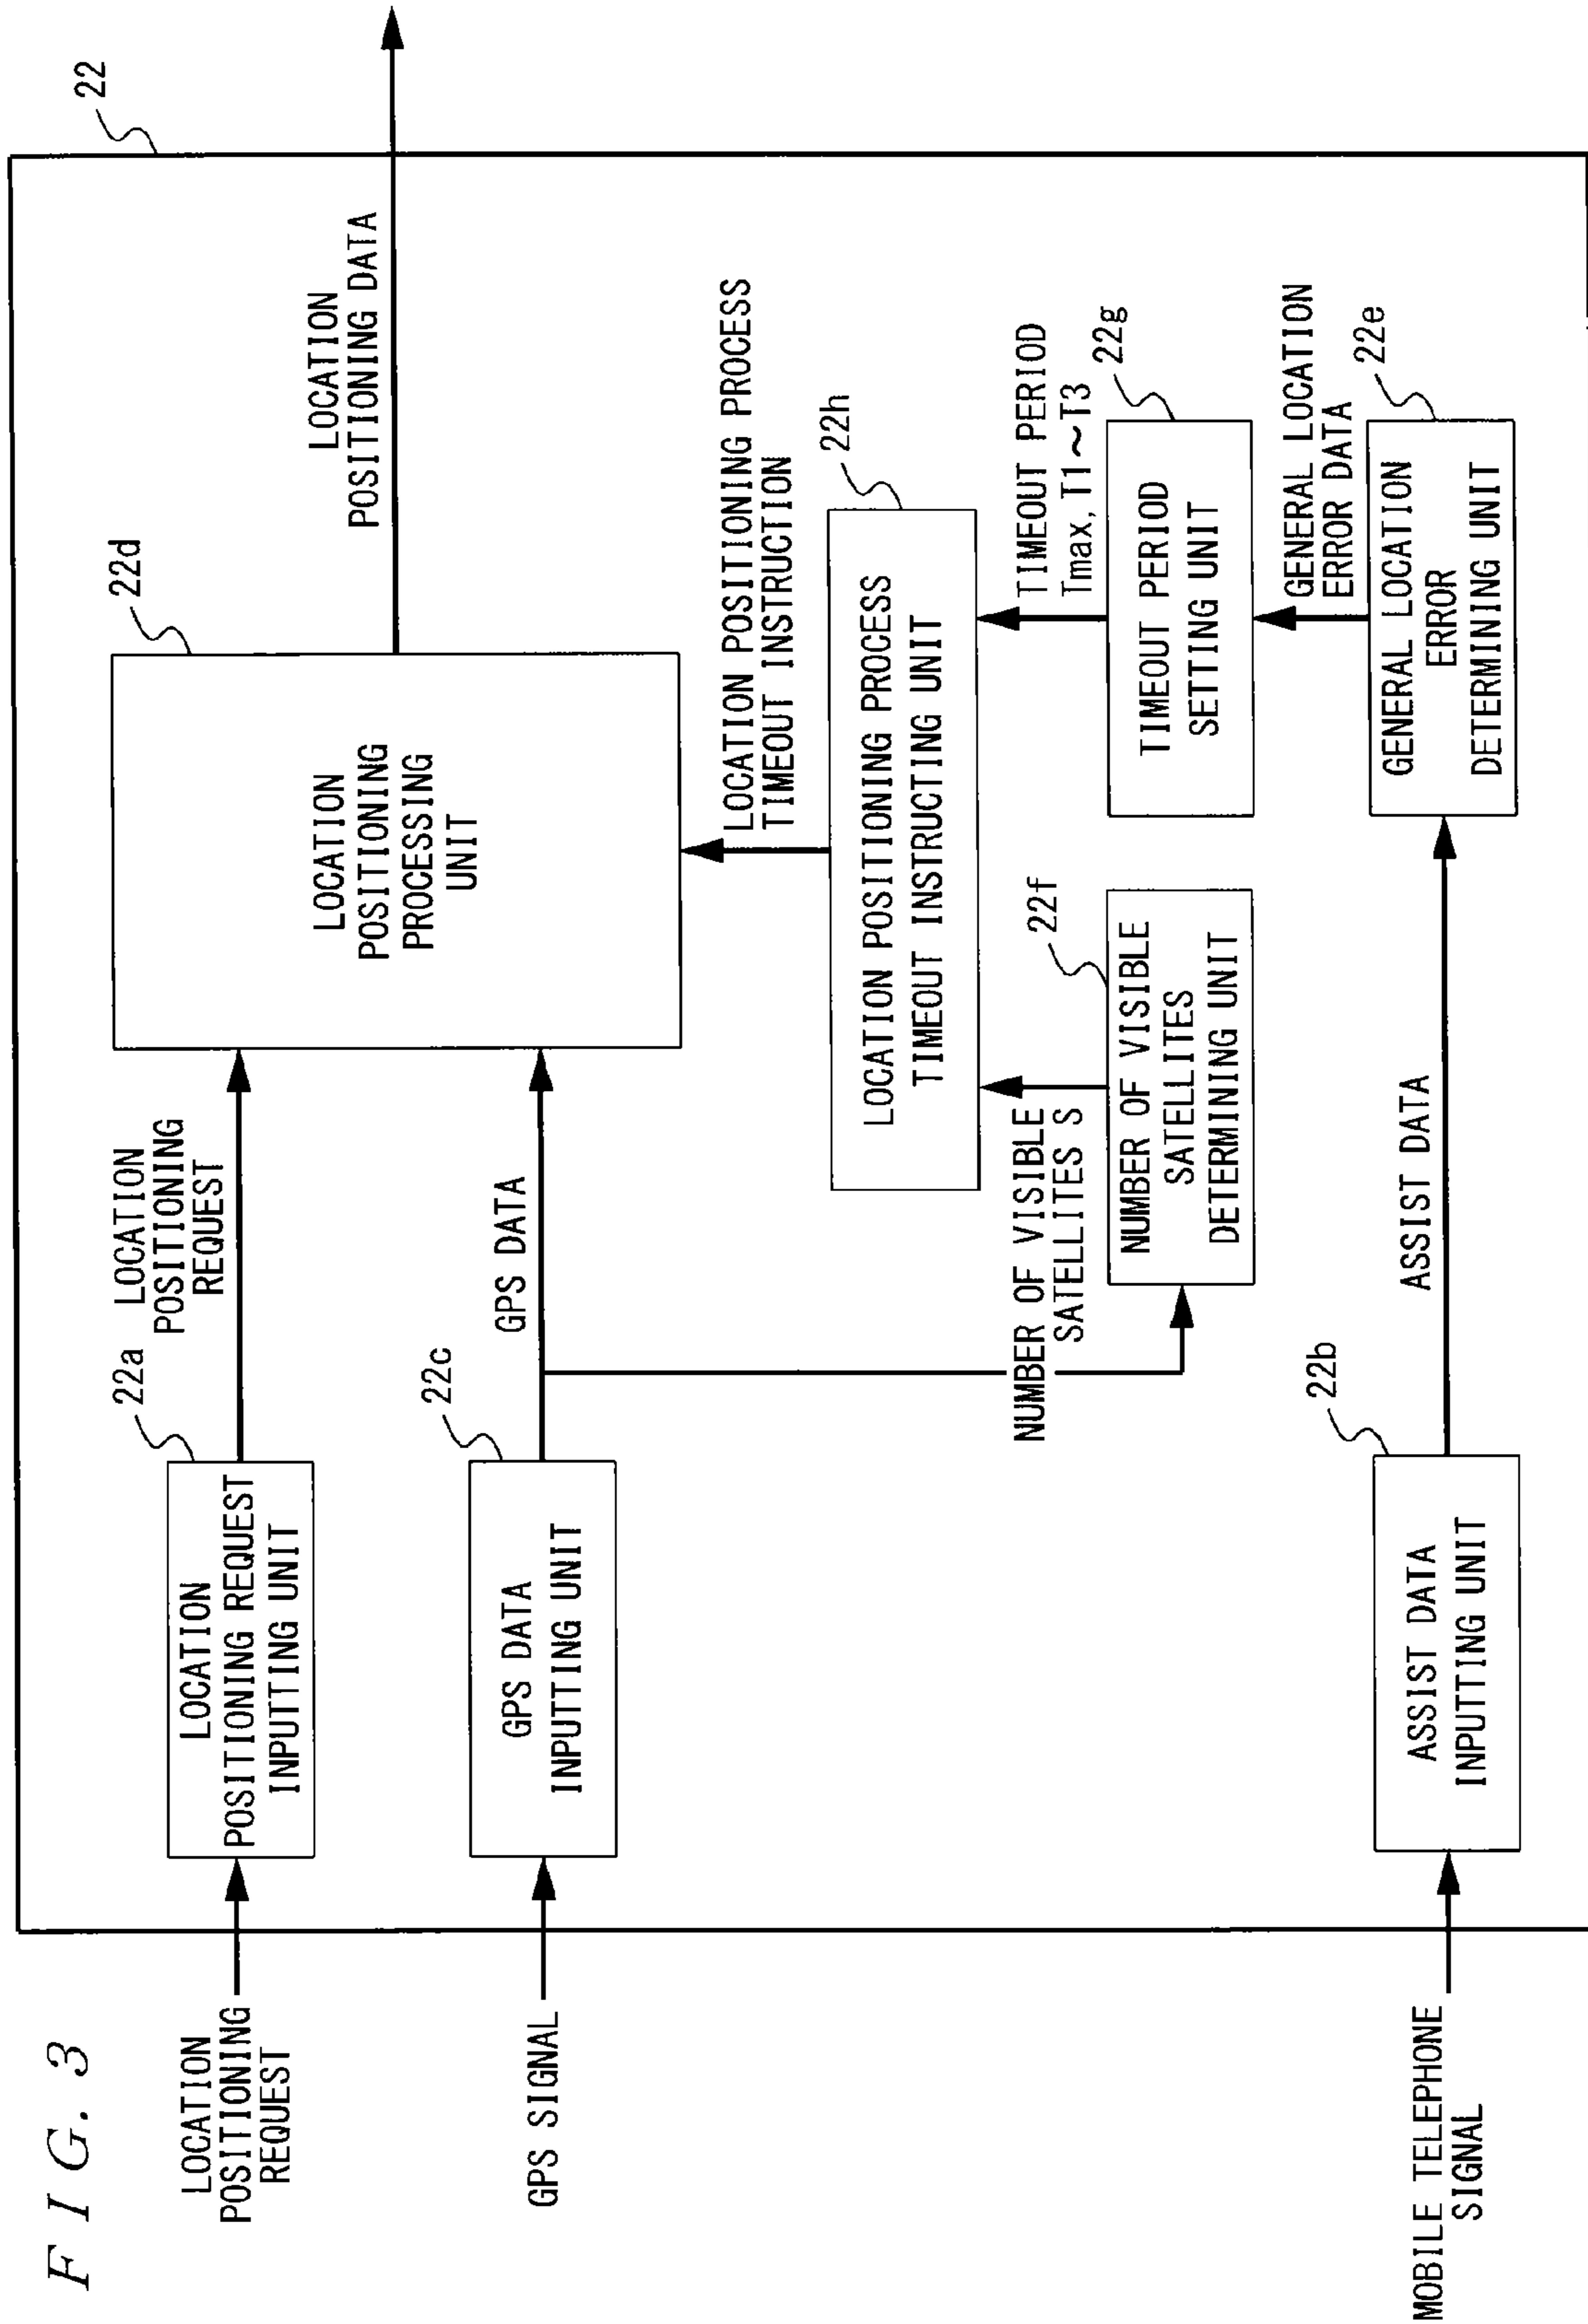 FIG. 3
22
LOCATION
POSITIONING
REQUEST
22a
LOCATION
POSITIONING REQUEST
INPUTTING UNIT
LOCATION
POSITIONING
REQUEST
22d
LOCATION
POSITIONING
PROCESSING
UNIT
LOCATION
POSITIONING DATA
GPS SIGNAL
22c
GPS DATA
INPUTTING UNIT
GPS DATA
LOCATION POSITIONING PROCESS
TIMEOUT INSTRUCTION
22h
LOCATION POSITIONING PROCESS
TIMEOUT INSTRUCTING UNIT
NUMBER OF VISIBLE
SATELLITES S
22f
NUMBER OF VISIBLE
SATELLITES
DETERMINING UNIT
TIMEOUT PERIOD
Tmax,T1~T3
22g
TIMEOUT PERIOD
SETTING UNIT
GENERAL LOCATION
ERROR DATA
22e
GENERAL LOCATION
ERROR
DETERMINING UNIT
MOBILE TELEPHONE
SIGNAL
22b
ASSIST DATA
INPUTTING UNIT
ASSIST DATA